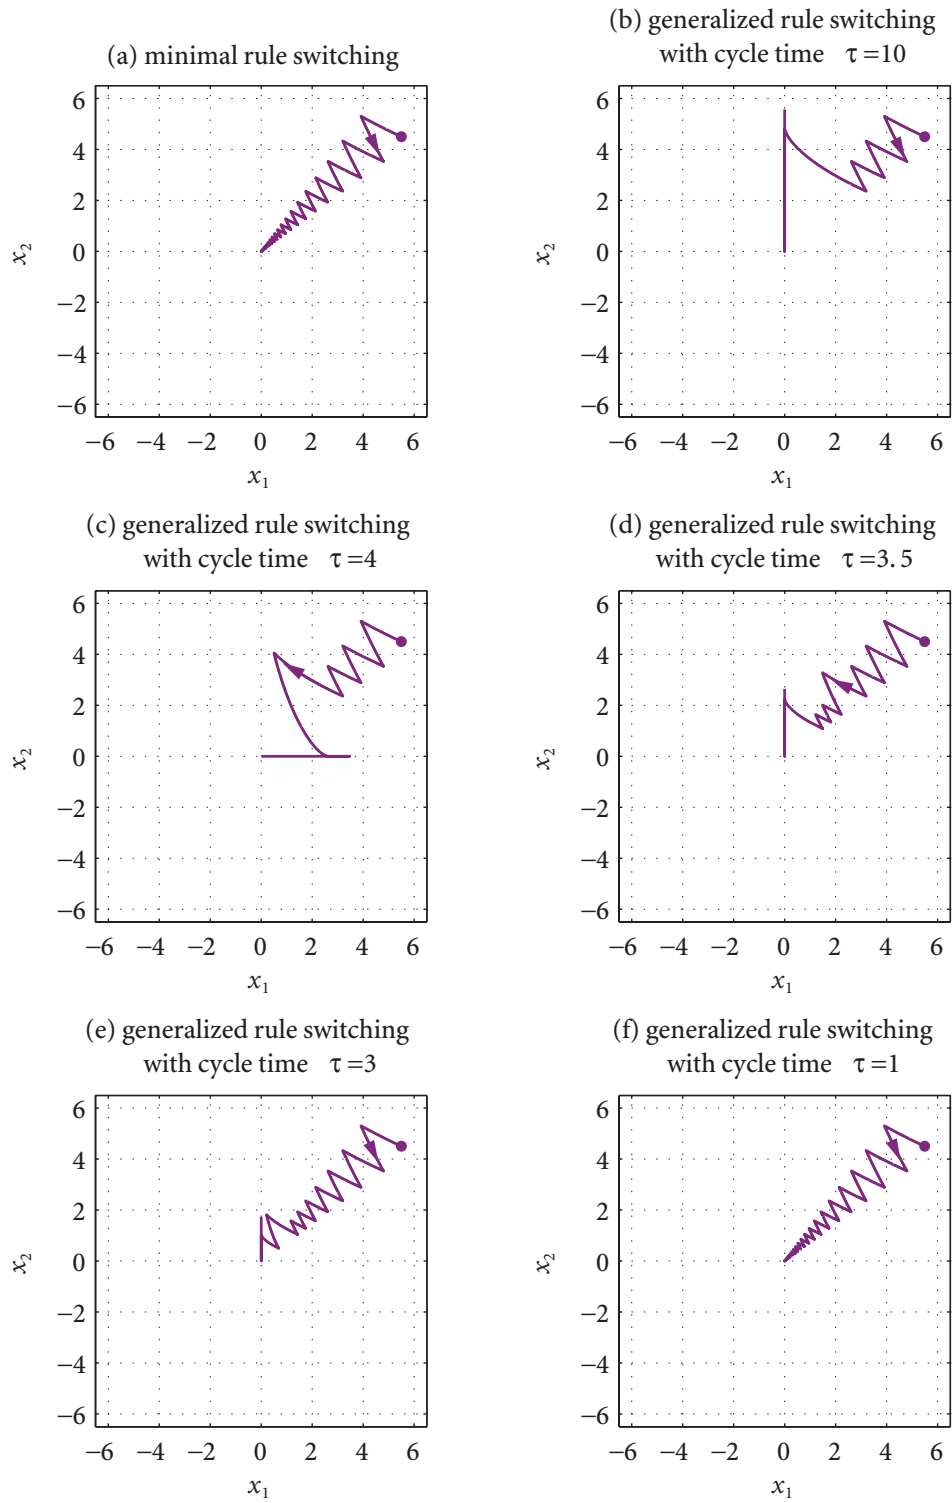 (a) minimal rule switching
6
4
2
0
−2
−4
−6
x2
−6 −4 −2 0 2 4 6
x1
(b) generalized rule switching
with cycle time τ=10
6
4
2
0
−2
−4
−6
x2
−6 −4 −2 0 2 4 6
x1
(c) generalized rule switching
with cycle time τ=4
6
4
2
0
−2
−4
−6
x2
−6 −4 −2 0 2 4 6
x1
(d) generalized rule switching
with cycle time τ=3.5
6
4
2
0
−2
−4
−6
x2
−6 −4 −2 0 2 4 6
x1
(e) generalized rule switching
with cycle time τ=3
6
4
2
0
−2
−4
−6
x2
−6 −4 −2 0 2 4 6
x1
(f) generalized rule switching
with cycle time τ=1
6
4
2
0
−2
−4
−6
x2
−6 −4 −2 0 2 4 6
x1